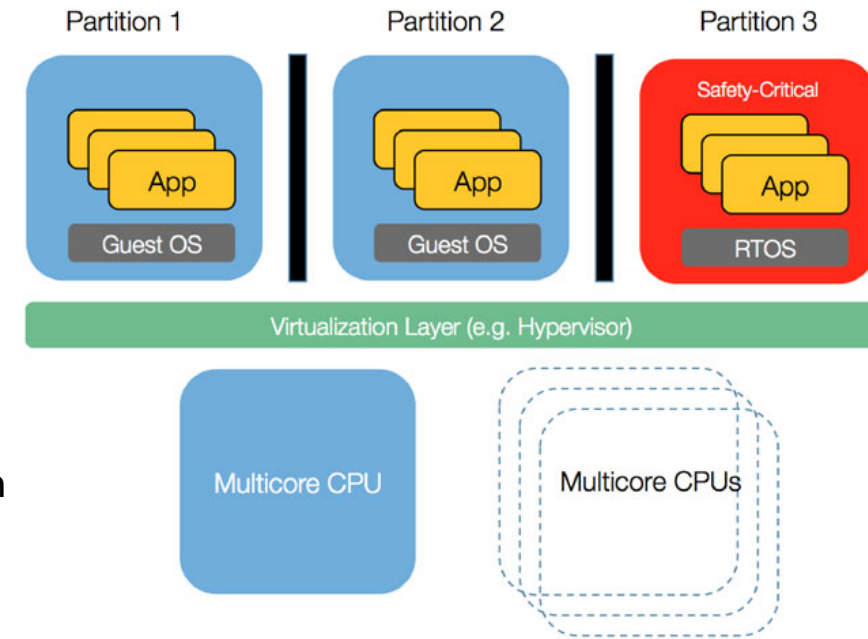 Partition 1
Partition 2
Partition 3
Safety-Critical
App
App
App
Guest OS
Guest OS
RTOS
Virtualization Layer (e.g. Hypervisor)
Multicore CPU
Multicore CPUs
n